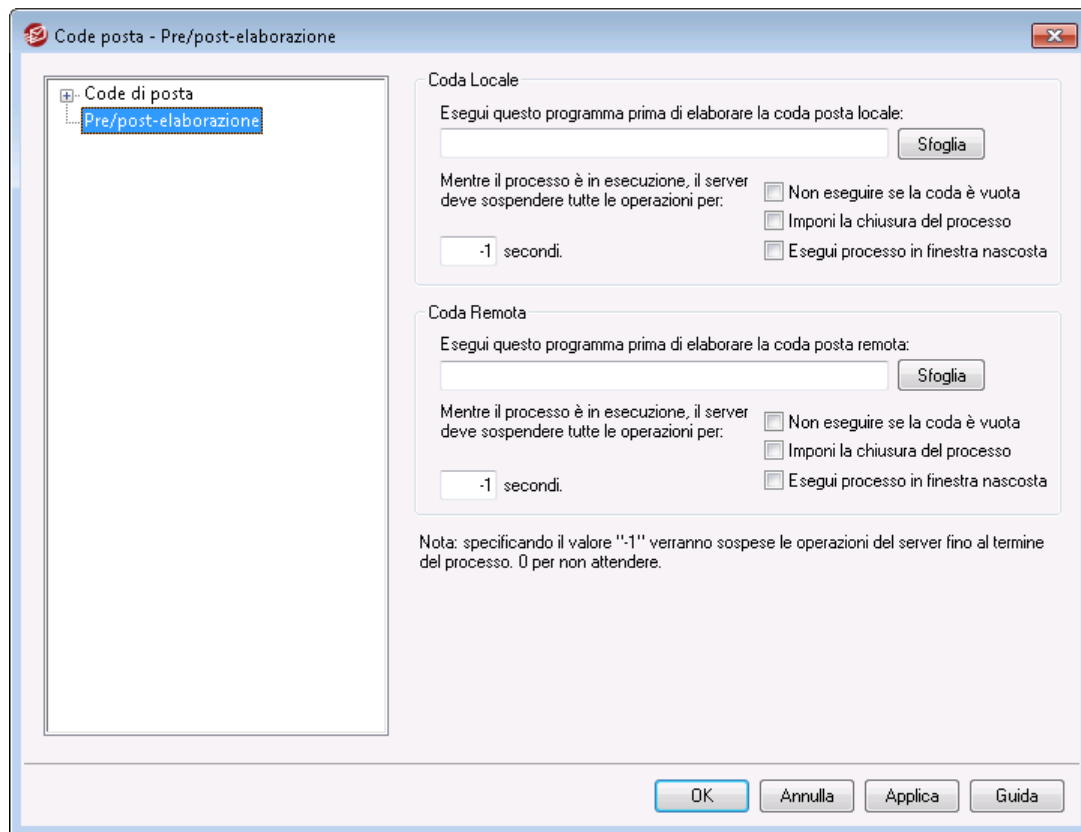 Code posta - Pre/post-elaborazione
Code di posta
Pre/post-elaborazione
Coda Locale
Esegui questo programma prima di elaborare la coda posta locale:
Sfoglia
Mentre il processo è in esecuzione, il server
deve sospendere tutte le operazioni per:
-1 secondi.
Non eseguire se la coda è vuota
Imponi la chiusura del processo
Esegui processo in finestra nascosta
Coda Remota
Esegui questo programma prima di elaborare la coda posta remota:
Sfoglia
Mentre il processo è in esecuzione, il server
deve sospendere tutte le operazioni per:
-1 secondi.
Non eseguire se la coda è vuota
Imponi la chiusura del processo
Esegui processo in finestra nascosta
Nota: specificando il valore "-1" verranno sospese le operazioni del server fino al termine
del processo. 0 per non attendere.
OK
Annulla
Applica
Guida